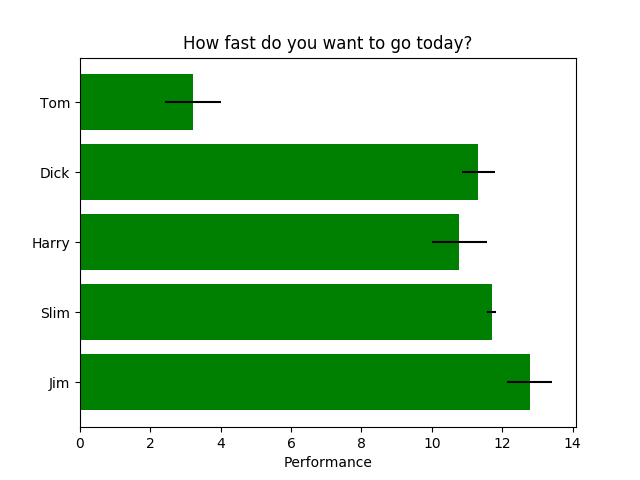 How fast do you want to go today?
Tom
Dick
Harry
Slim
Jim
0 2 4 6 8 10 12 14
Performance